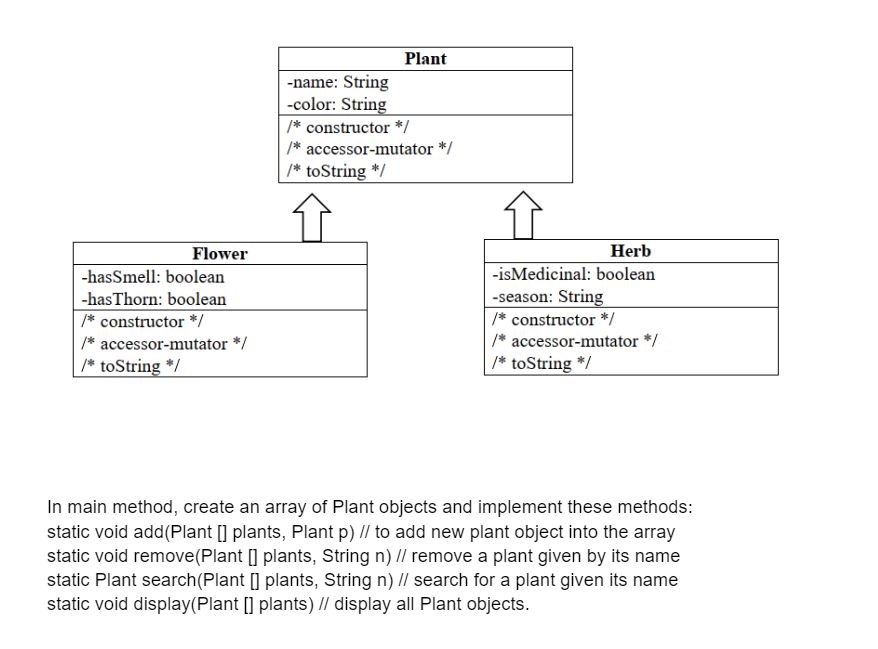 Plant
-name: String
-color: String
/* constructor */
/* accessor-mutator */
/* toString */
Flower
-hasSmell: boolean
-hasThorn: boolean
/* constructor */
/* accessor-mutator */
/* toString */
Herb
-isMedicinal: boolean
-season: String
/* constructor */
/* accessor-mutator */
/* toString */
In main method, create an array of Plant objects and implement these methods:
static void add(Plant [] plants, Plant p) // to add new plant object into the array
static void remove(Plant [] plants, String n) // remove a plant given by its name
static Plant search(Plant [] plants, String n) // search for a plant given its name
static void display(Plant [] plants) // display all Plant objects.